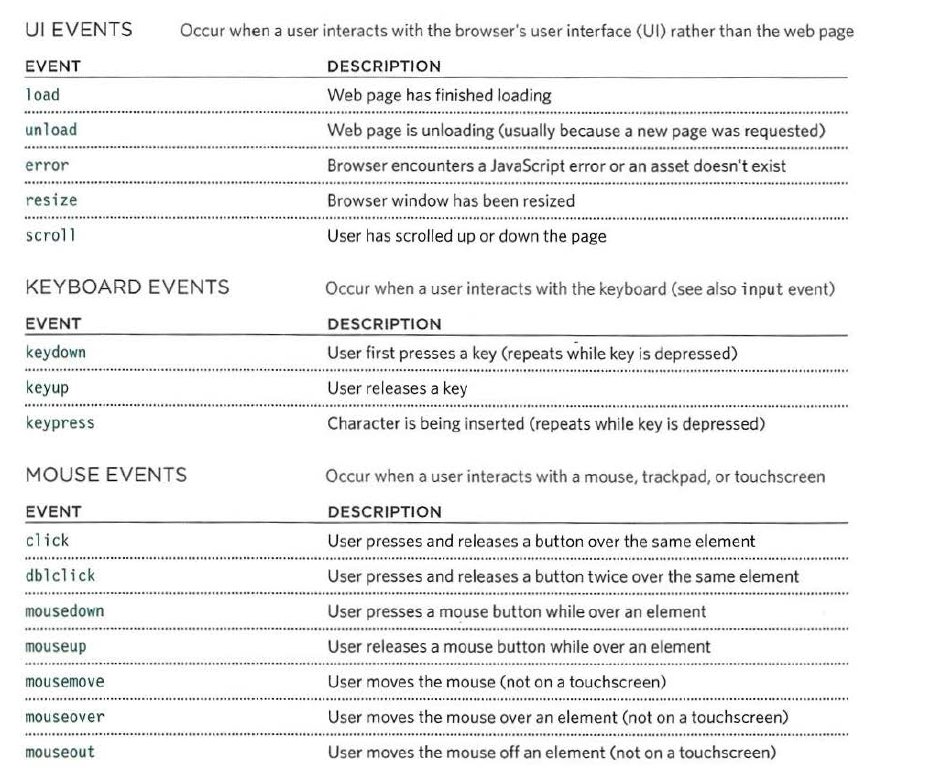 UI EVENTS Occur when a user interacts with the browser's user interface (UI) rather than the web page
EVENT DESCRIPTION
load Web page has finished loading
unload Web page is unloading (usually because a new page was requested)
error Browser encounters a JavaScript error or an asset doesn't exist
resize Browser window has been resized
scroll User has scrolled up or down the page
KEYBOARD EVENTS Occur when a user interacts with the keyboard (see also input event)
EVENT DESCRIPTION
keydown User first presses a key (repeats while key is depressed)
keyup User releases a key
keypress Character is being inserted (repeats while key is depressed)
MOUSE EVENTS Occur when a user interacts with a mouse, trackpad, or touchscreen
EVENT DESCRIPTION
click User presses and releases a button over the same element
dblclick User presses and releases a button twice over the same element
mousedown User presses a mouse button while over an element
mouseup User releases a mouse button while over an element
mousemove User moves the mouse (not on a touchscreen)
mouseover User moves the mouse over an element (not on a touchscreen)
mouseout User moves the mouse off an element (not on a touchscreen)